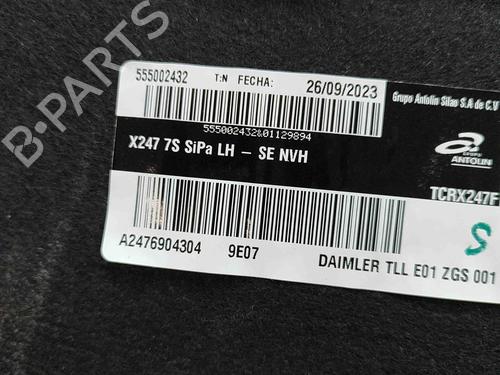 555002432 T:N FECHA: 26/09/2023
Grupo Antolin Silao S.A de C.V
555002432&01129894
X247 7S SiPa LH - SE NVH
GRUPO
ANTOLIN
TCRX247F
S
A2476904304 9E07 DAIMLER TLL E01 ZGS 001
B-PARTS